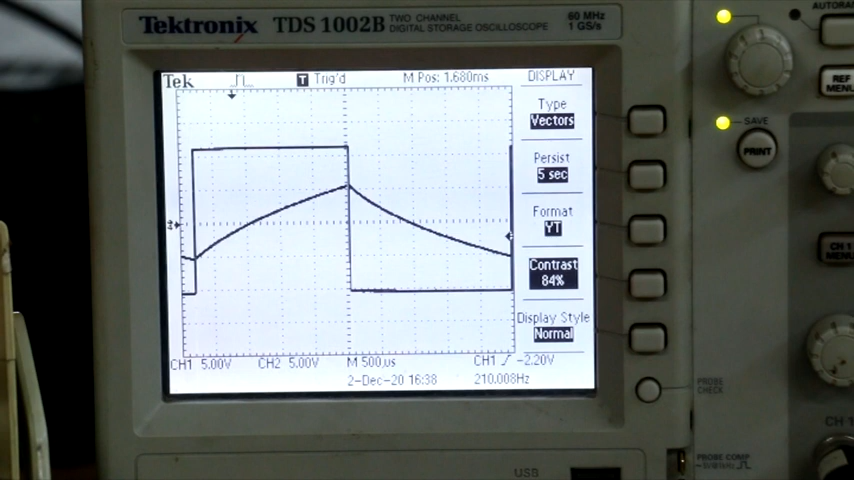 Tektronix TDS 1002B TWO CHANNEL DIGITAL STORAGE OSCILLOSCOPE 60 MHz 1 GS/s
Tek T Trig'd M Pos: 1.680ms DISPLAY
Type
Vectors
Persist
5 sec
Format
YT
Contrast
84%
Display Style
Normal
CH1 5.00V CH2 5.00V M 500µs CH1 -2.20V
2-Dec-20 16:38 210.008Hz
AUTORAN
REF
MENU
SAVE
PRINT
CH 1
MENU
PROBE
CHECK
CH 1
PROBE COMP
USB